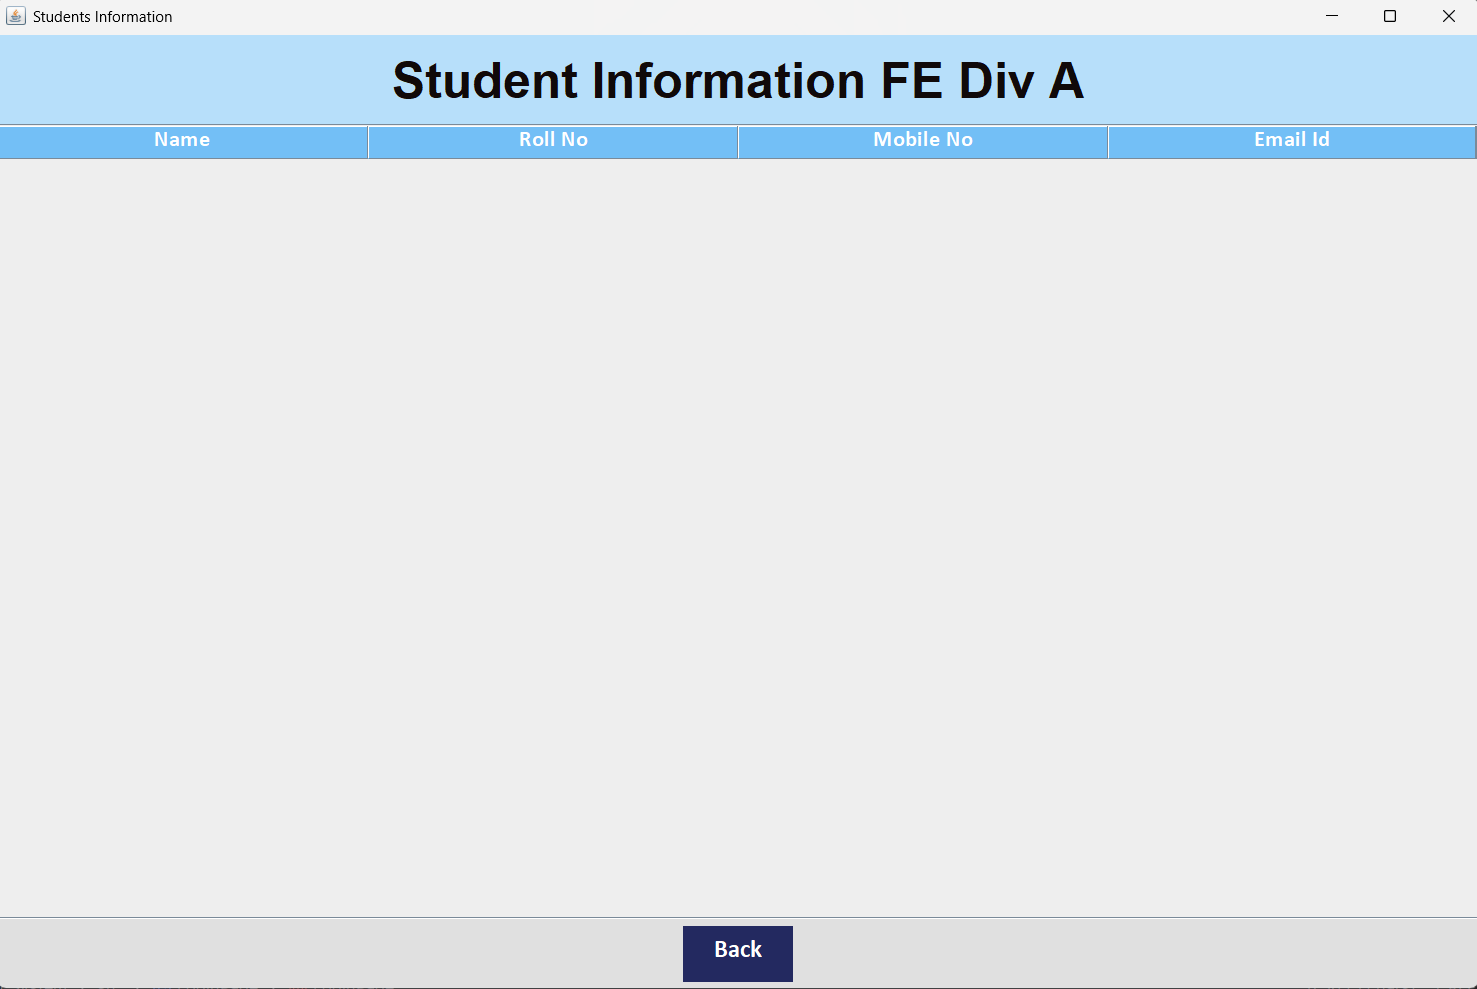 Students Information
Student Information FE Div A
Name Roll No Mobile No Email Id
Back